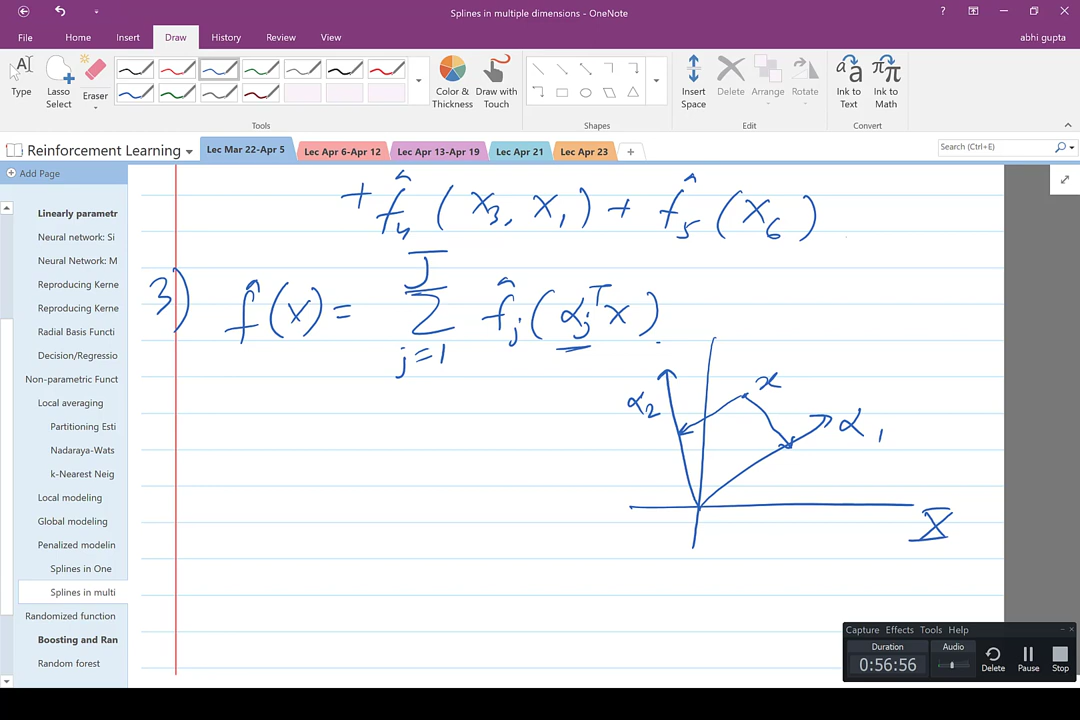 Splines in multiple dimensions - OneNote
File Home Insert Draw History Review View
abhi gupta
Type
Lasso Select
Eraser
Color & Thickness
Draw with Touch
Insert Space
Delete
Arrange
Rotate
Ink to Text
Ink to Math
Tools
Shapes
Edit
Convert
Reinforcement Learning
Lec Mar 22-Apr 5
Lec Apr 6-Apr 12
Lec Apr 13-Apr 19
Lec Apr 21
Lec Apr 23
Search (Ctrl+E)
Add Page
Linearly parametr
Neural network: Si
Neural Network: M
Reproducing Kerne
Reproducing Kerne
Radial Basis Functi
Decision/Regressio
Non-parametric Funct
Local averaging
Partitioning Esti
Nadaraya-Wats
k-Nearest Neig
Local modeling
Global modeling
Penalized modelin
Splines in One
Splines in multi
Randomized function
Boosting and Ran
Random forest
+ f̂₄ (x₃, x₁) + f̂₅ (x₆)
3) f̂(x) = Σ_{j=1}^{J} f̂_j (α_j^T x)
α₂
x
α₁
X
Capture Effects Tools Help
Duration
0:56:56
Audio
Delete
Pause
Stop